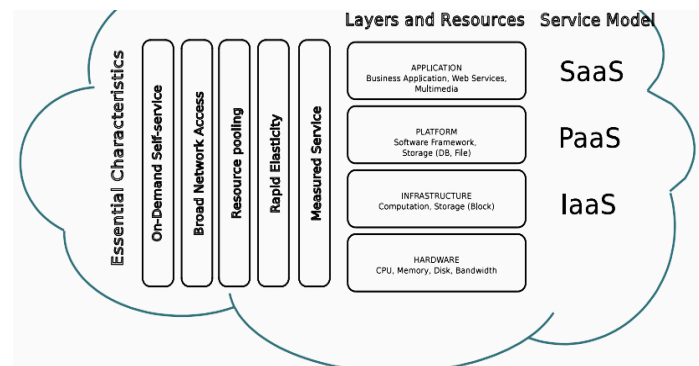 Layers and Resources
Service Model
Essential Characteristics
On-Demand Self-service
Broad Network Access
Resource pooling
Rapid Elasticity
Measured Service
APPLICATION
Business Application, Web Services,
Multimedia
SaaS
PLATFORM
Software Framework,
Storage (DB, File)
PaaS
INFRASTRUCTURE
Computation, Storage (Block)
IaaS
HARDWARE
CPU, Memory, Disk, Bandwidth